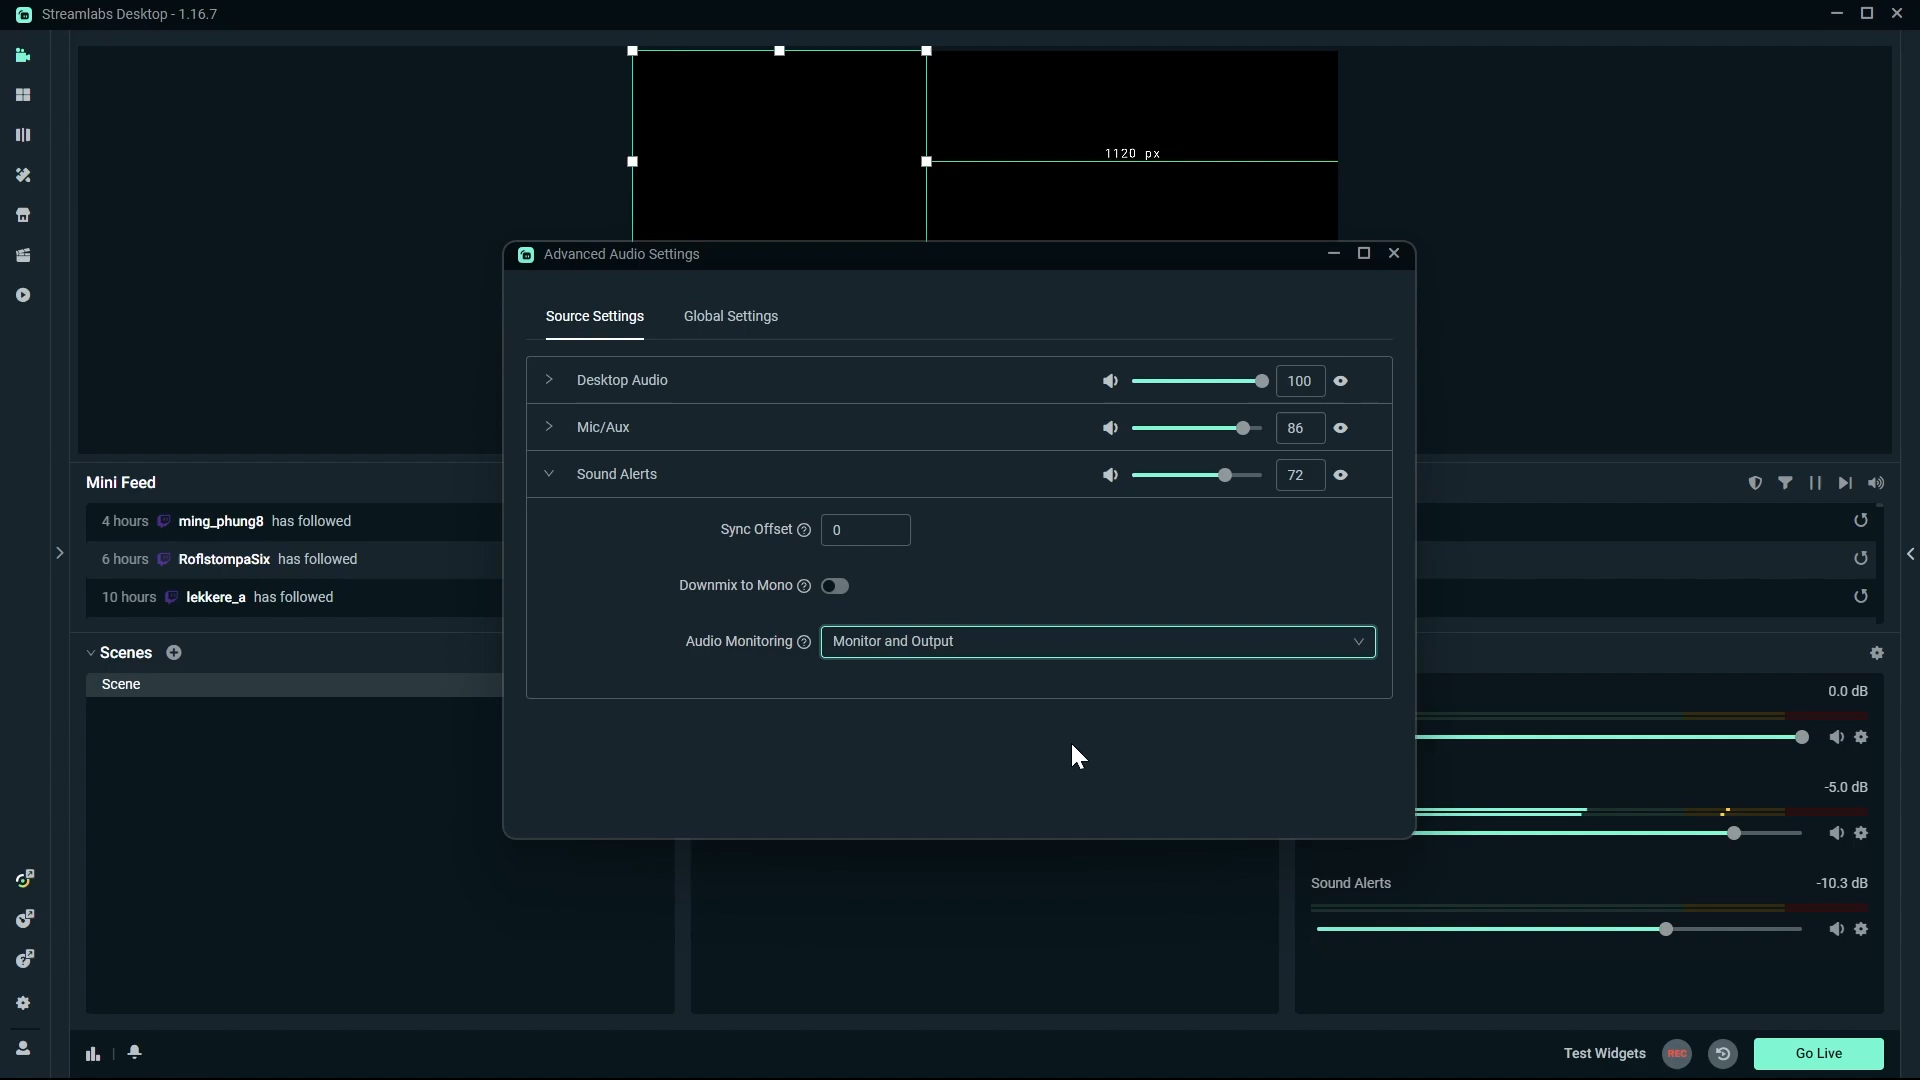 Streamlabs Desktop - 1.16.7
1120 px
Advanced Audio Settings
Source Settings
Global Settings
Desktop Audio
100
Mic/Aux
86
Sound Alerts
72
Sync Offset
0
Downmix to Mono
Audio Monitoring
Monitor and Output
Mini Feed
4 hours ming_phung8 has followed
6 hours RoflstompaSix has followed
10 hours lekkere_a has followed
Scenes
Scene
0.0 dB
-5.0 dB
Sound Alerts
-10.3 dB
Test Widgets
REC
Go Live